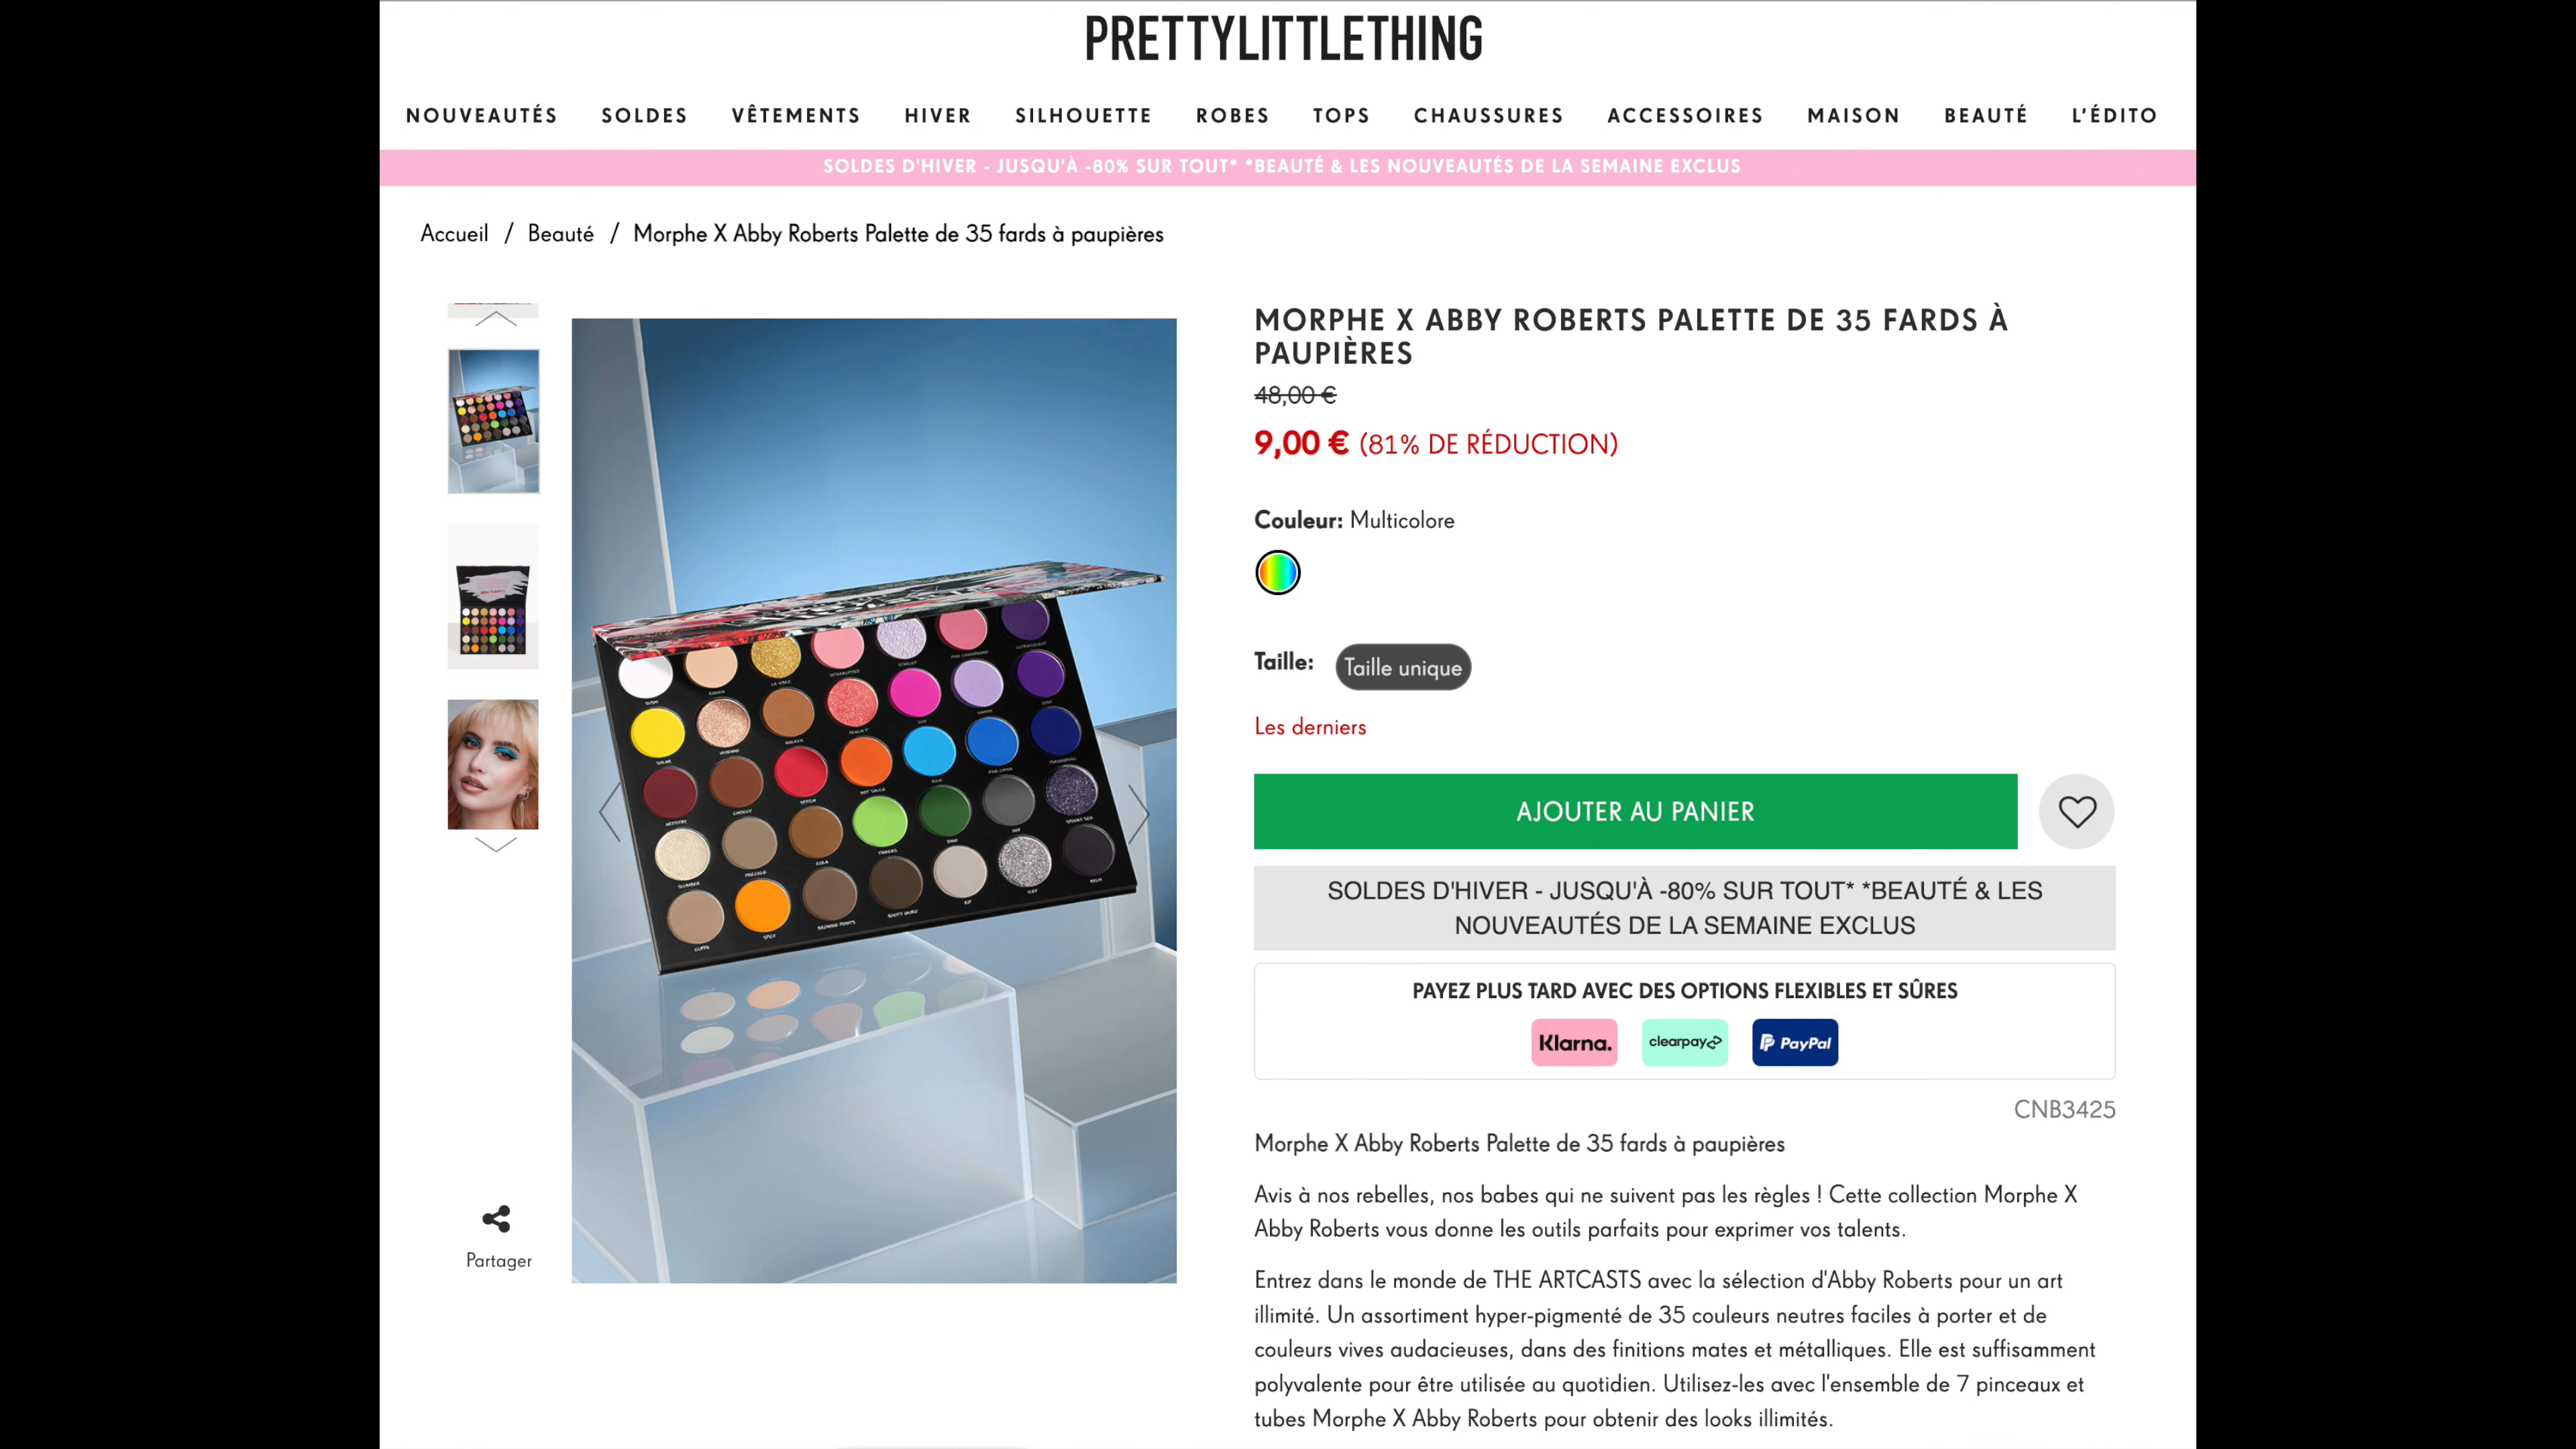 PRETTYLITTLETHING
NOUVEAUTÉS SOLDES VÊTEMENTS HIVER SILHOUETTE ROBES TOPS CHAUSSURES ACCESSOIRES MAISON BEAUTÉ L'ÉDITO
SOLDES D'HIVER - JUSQU'À -80% SUR TOUT* *BEAUTÉ & LES NOUVEAUTÉS DE LA SEMAINE EXCLUS
Accueil / Beauté / Morphe X Abby Roberts Palette de 35 fards à paupières
MORPHE X ABBY ROBERTS PALETTE DE 35 FARDS À
PAUPIÈRES
48,00 €
9,00 € (81% DE RÉDUCTION)
Couleur: Multicolore
Taille: Taille unique
Les derniers
AJOUTER AU PANIER
SOLDES D'HIVER - JUSQU'À -80% SUR TOUT* *BEAUTÉ & LES
NOUVEAUTÉS DE LA SEMAINE EXCLUS
PAYEZ PLUS TARD AVEC DES OPTIONS FLEXIBLES ET SÛRES
Klarna. clearpay PayPal
CNB3425
Morphe X Abby Roberts Palette de 35 fards à paupières
Avis à nos rebelles, nos babes qui ne suivent pas les règles ! Cette collection Morphe X
Abby Roberts vous donne les outils parfaits pour exprimer vos talents.
Entrez dans le monde de THE ARTCASTS avec la sélection d'Abby Roberts pour un art
illimité. Un assortiment hyper-pigmenté de 35 couleurs neutres faciles à porter et de
couleurs vives audacieuses, dans des finitions mates et métalliques. Elle est suffisamment
polyvalente pour être utilisée au quotidien. Utilisez-les avec l'ensemble de 7 pinceaux et
tubes Morphe X Abby Roberts pour obtenir des looks illimités.
Partager